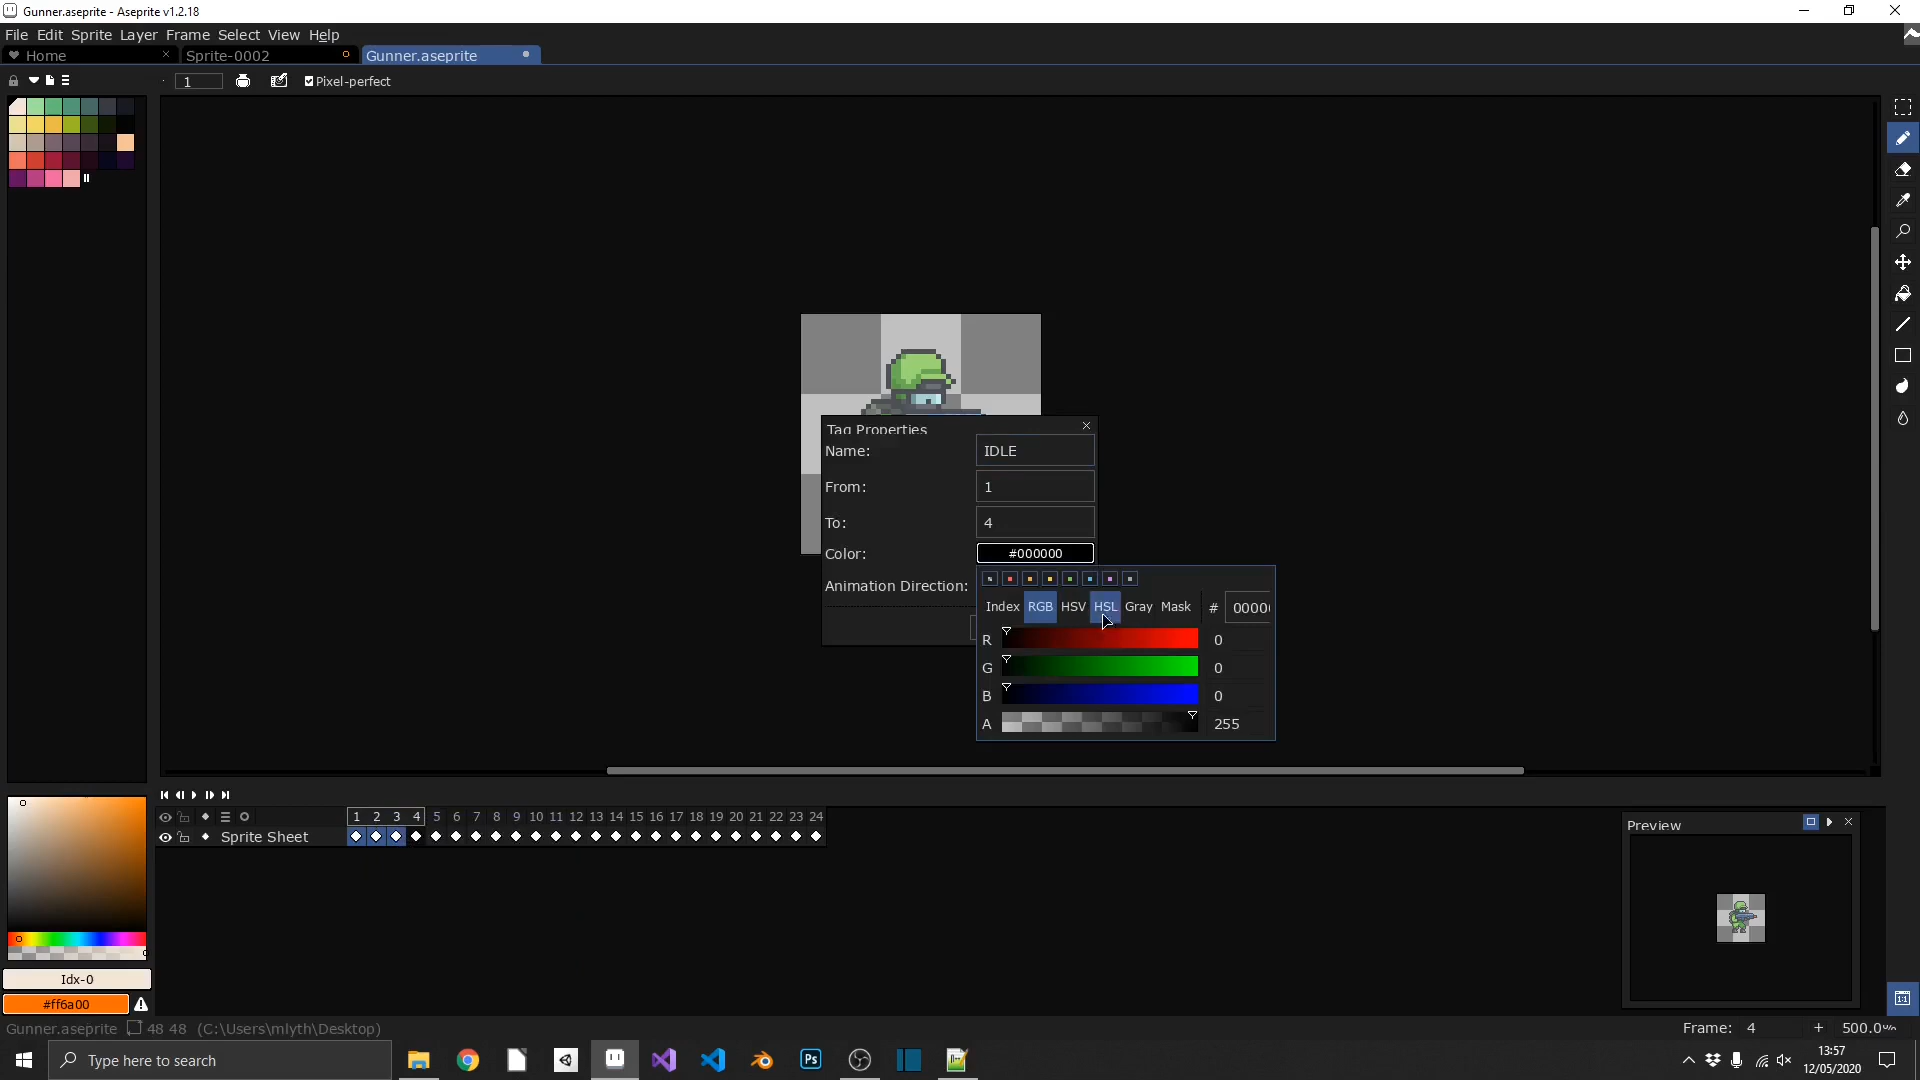 Gunner.aseprite - Aseprite v1.2.18
File Edit Sprite Layer Frame Select View Help
Home
Sprite-0002
Gunner.aseprite
1
Pixel-perfect
Tag Properties
Name: IDLE
From: 1
To: 4
Color: #000000
Animation Direction:
Index RGB HSV HSL Gray Mask # 0000
R 0
G 0
B 0
A 255
1 2 3 4 5 6 7 8 9 10 11 12 13 14 15 16 17 18 19 20 21 22 23 24
Sprite Sheet
Preview
Idx-0
#ff6a00
Gunner.aseprite 48 48 (C:\Users\mlyth\Desktop)
Frame: 4 + 500.0%
1:1
Type here to search
Ps
13:57
12/05/2020